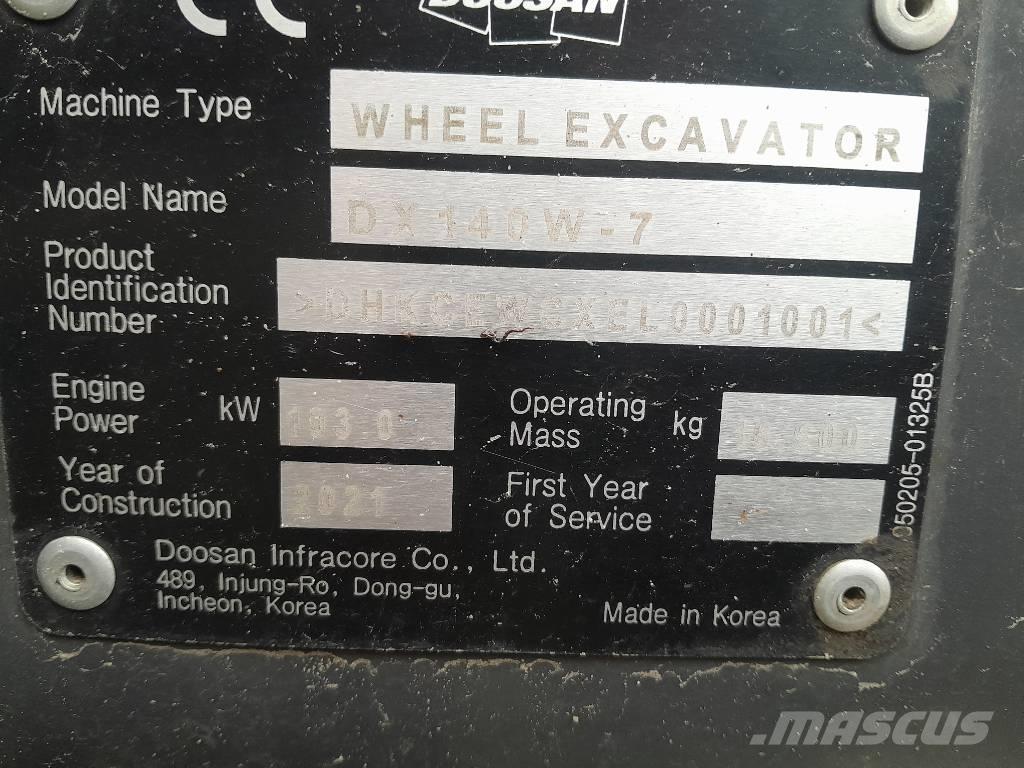 CE
DOOSAN
Machine Type WHEEL EXCAVATOR
Model Name DX140W-7
Product
Identification
Number >DHKCEWCXEL0001001<
Engine
Power kW
Operating
Mass kg
Year of
Construction 2021
First Year
of Service
Doosan Infracore Co., Ltd.
489, Injung-Ro, Dong-gu,
Incheon, Korea
Made in Korea
050205-01325B
MASCUS